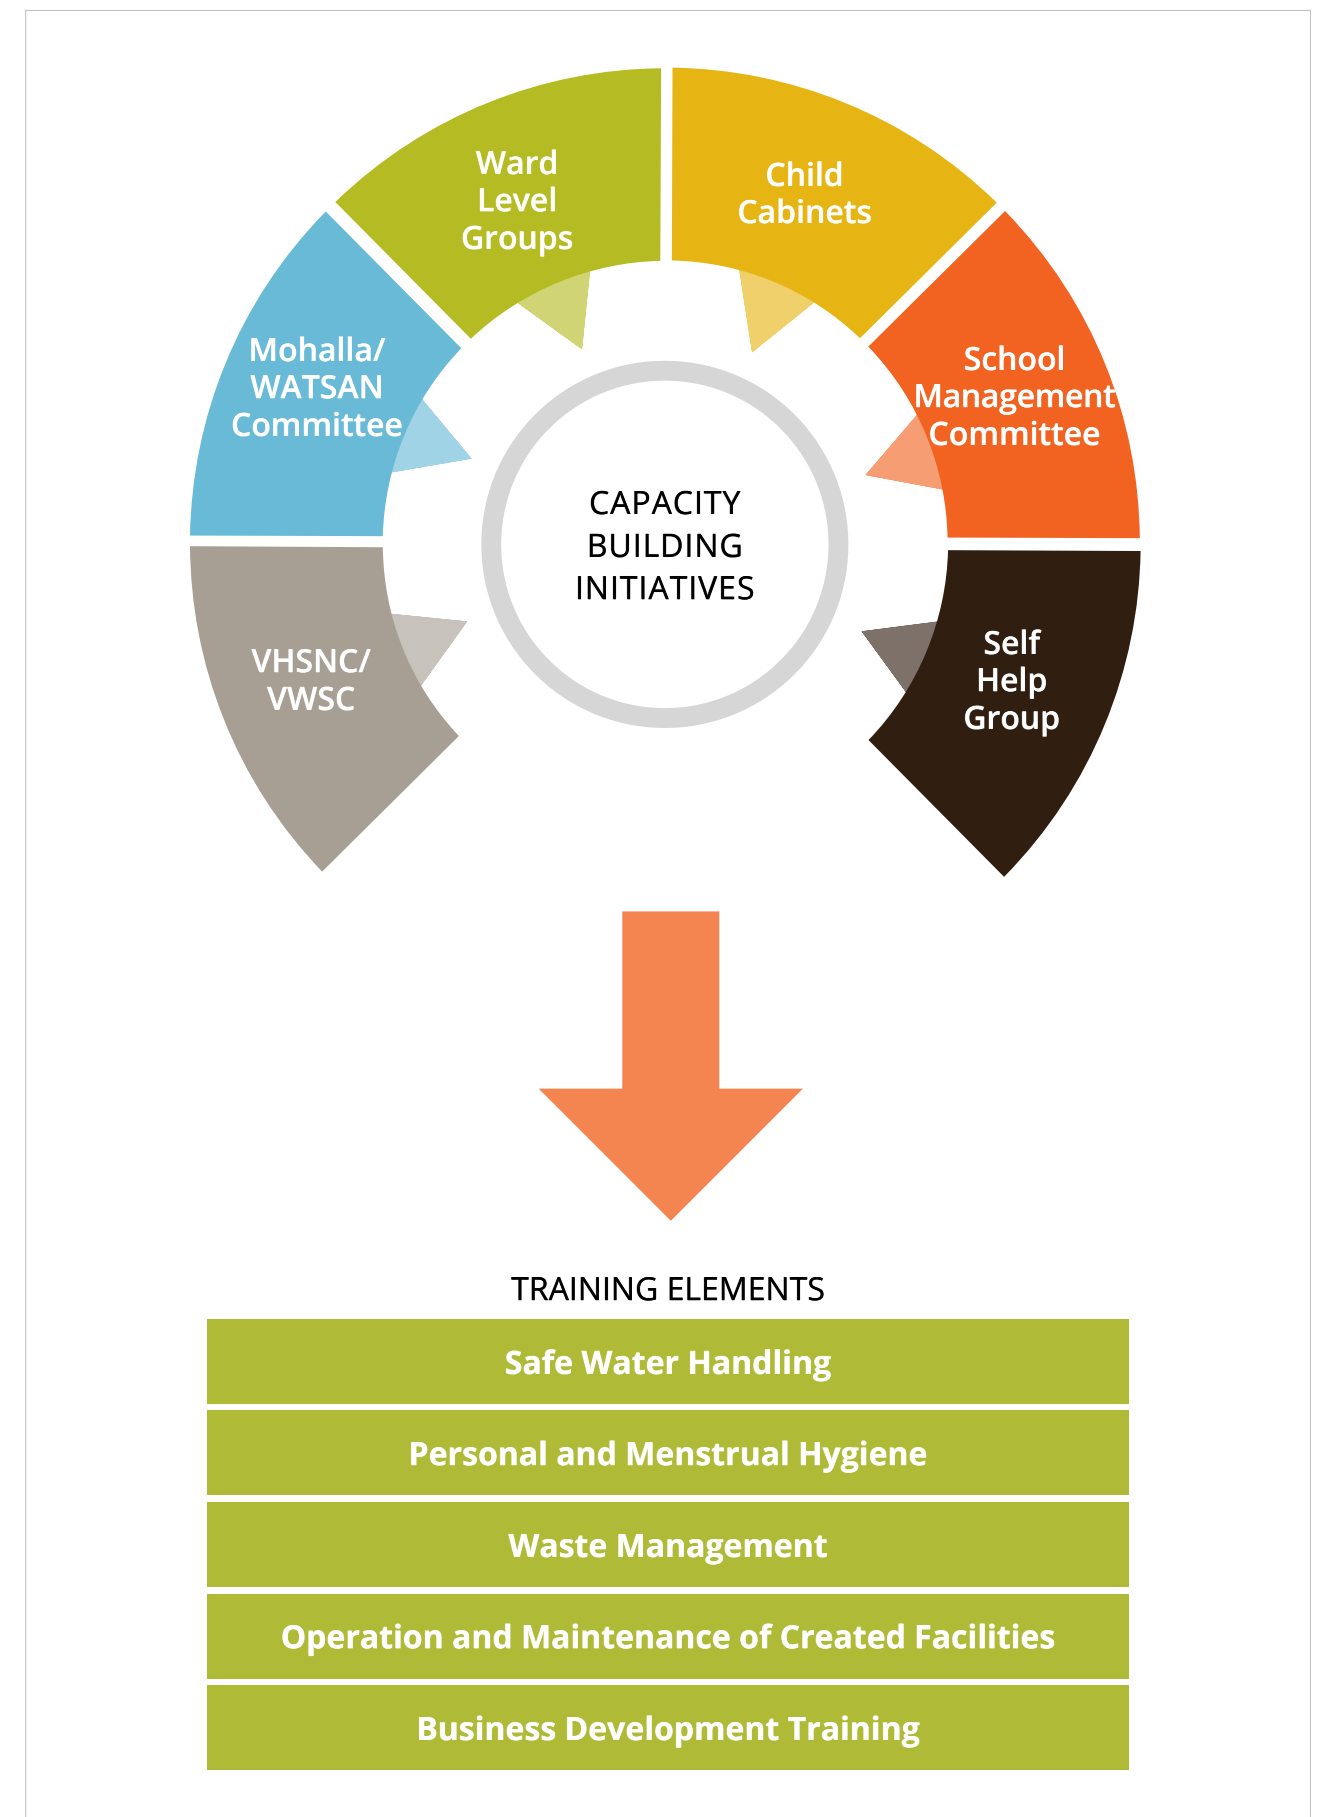 Ward
Level
Groups
Child
Cabinets
Mohalla/
WATSAN
Committee
School
Management
Committee
CAPACITY
BUILDING
INITIATIVES
VHSNC/
VWSC
Self
Help
Group
TRAINING ELEMENTS
Safe Water Handling
Personal and Menstrual Hygiene
Waste Management
Operation and Maintenance of Created Facilities
Business Development Training